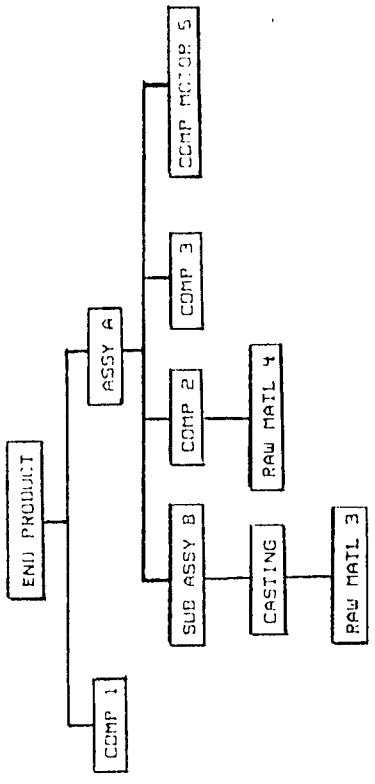 END PRODUCT
COMP 1
ASSY A
SUB ASSY B
COMP 2
COMP 3
COMP MOTOR 5
CASTING
RAW MATL 4
RAW MATL 3